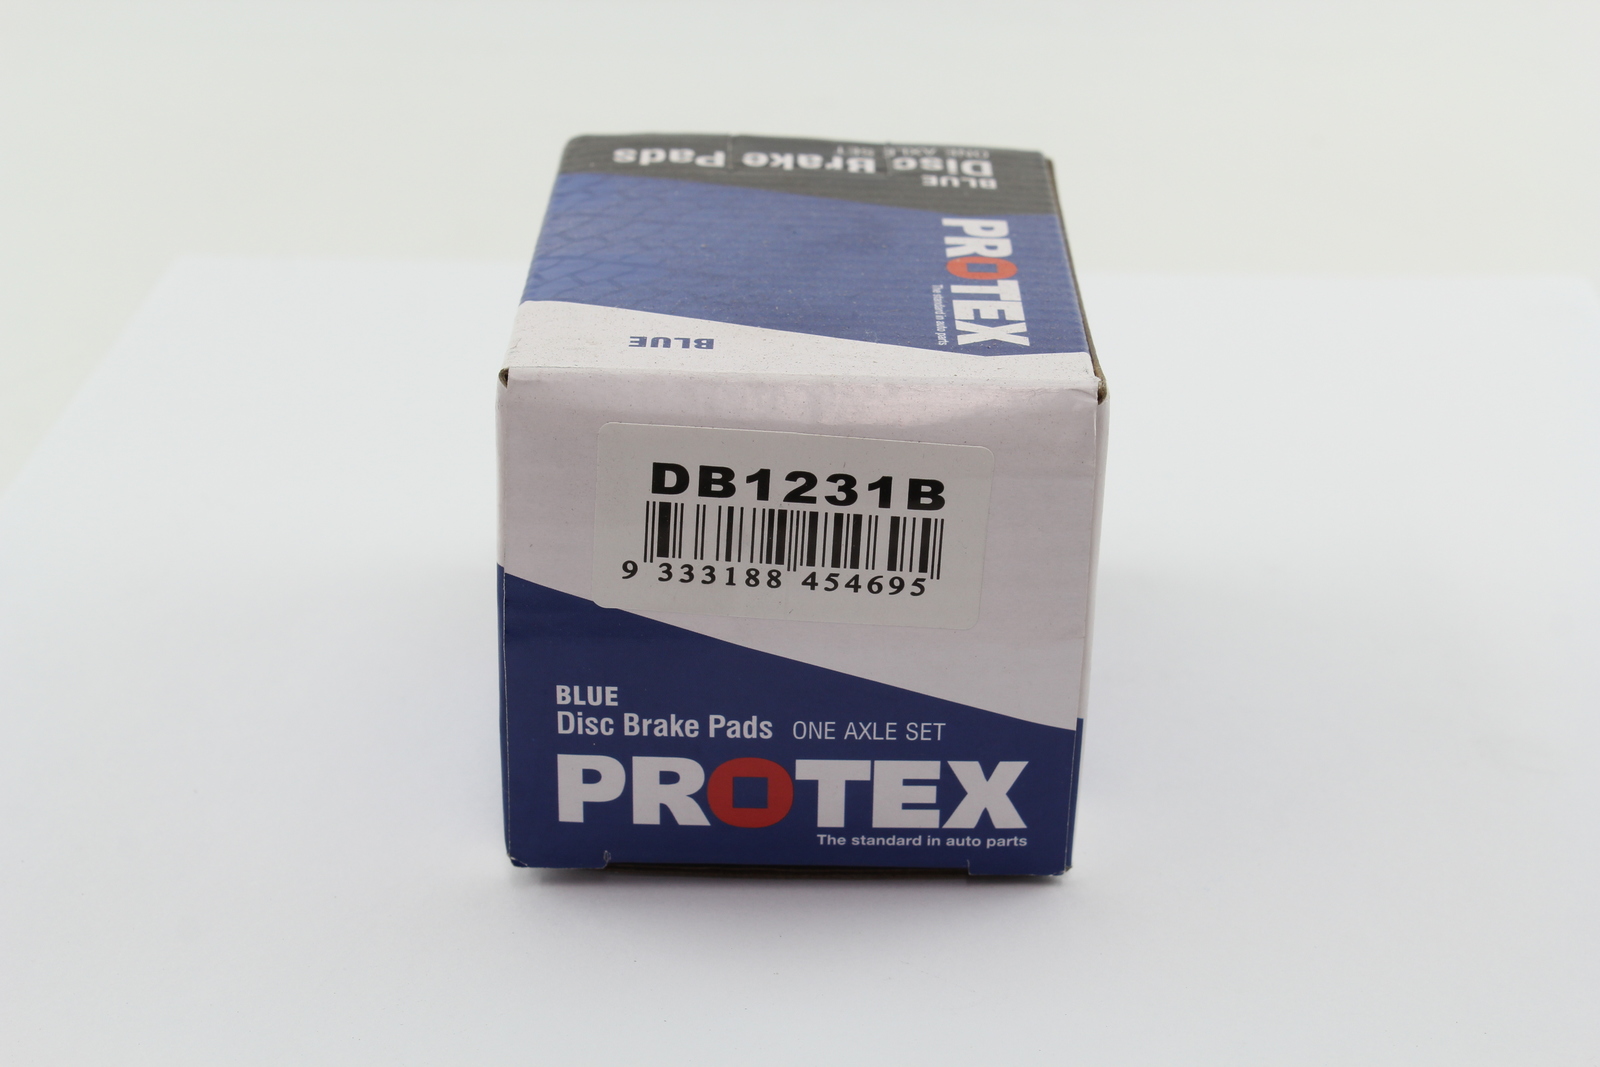 ONE AXLE SET
Disc Brake Pads
BLUE
PROTEX
The standard in auto parts
BLUE
DB1231B
9 333188 454695
BLUE
Disc Brake Pads ONE AXLE SET
PROTEX
The standard in auto parts